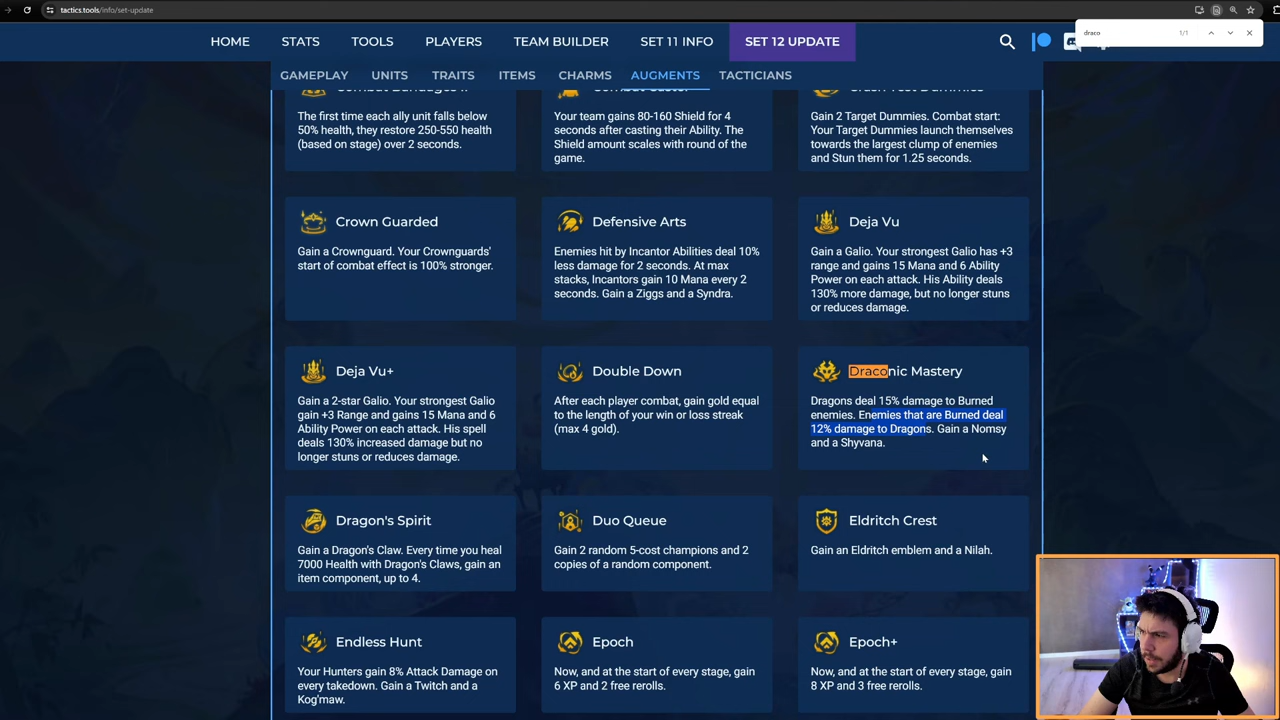 tactics.tools/info/set-update
draco
1/1
HOME STATS TOOLS PLAYERS TEAM BUILDER SET 11 INFO SET 12 UPDATE
GAMEPLAY UNITS TRAITS ITEMS CHARMS AUGMENTS TACTICIANS
Combat Bandages II
The first time each ally unit falls below
50% health, they restore 250-550 health
(based on stage) over 2 seconds.
Combat Caster
Your team gains 80-160 Shield for 4
seconds after casting their Ability. The
Shield amount scales with round of the
game.
Crash Test Dummies
Gain 2 Target Dummies. Combat start:
Your Target Dummies launch themselves
towards the largest clump of enemies
and Stun them for 1.25 seconds.
Crown Guarded
Gain a Crownguard. Your Crownguards'
start of combat effect is 100% stronger.
Defensive Arts
Enemies hit by Incantor Abilities deal 10%
less damage for 2 seconds. At max
stacks, Incantors gain 10 Mana every 2
seconds. Gain a Ziggs and a Syndra.
Deja Vu
Gain a Galio. Your strongest Galio has +3
range and gains 15 Mana and 6 Ability
Power on each attack. His Ability deals
130% more damage, but no longer stuns
or reduces damage.
Deja Vu+
Gain a 2-star Galio. Your strongest Galio
gain +3 Range and gains 15 Mana and 6
Ability Power on each attack. His spell
deals 130% increased damage but no
longer stuns or reduces damage.
Double Down
After each player combat, gain gold equal
to the length of your win or loss streak
(max 4 gold).
Draconic Mastery
Dragons deal 15% damage to Burned
enemies. Enemies that are Burned deal
12% damage to Dragons. Gain a Nomsy
and a Shyvana.
Dragon's Spirit
Gain a Dragon's Claw. Every time you heal
7000 Health with Dragon's Claws, gain an
item component, up to 4.
Duo Queue
Gain 2 random 5-cost champions and 2
copies of a random component.
Eldritch Crest
Gain an Eldritch emblem and a Nilah.
Endless Hunt
Your Hunters gain 8% Attack Damage on
every takedown. Gain a Twitch and a
Kog'maw.
Epoch
Now, and at the start of every stage, gain
6 XP and 2 free rerolls.
Epoch+
Now, and at the start of every stage, gain
8 XP and 3 free rerolls.